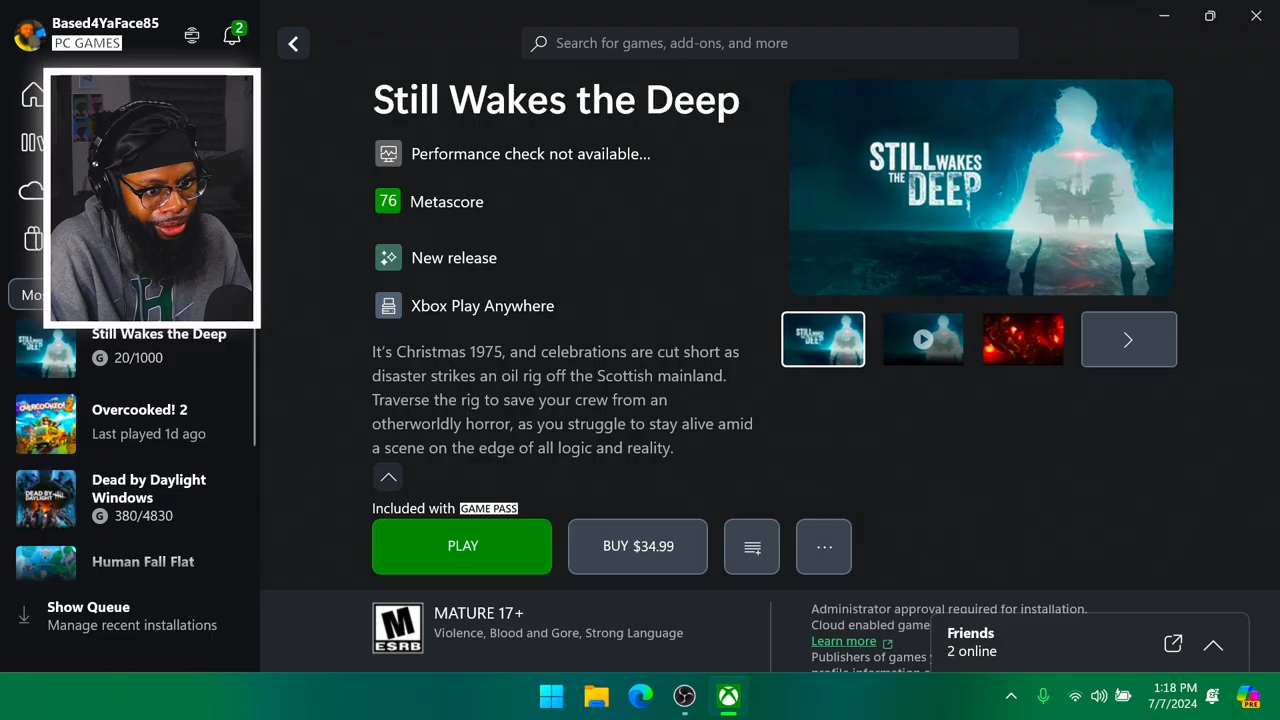 Based4YaFace85
PC GAMES
2
Search for games, add-ons, and more
Mo
Still Wakes the Deep
20/1000
Overcooked! 2
Last played 1d ago
Dead by Daylight
Windows
380/4830
Human Fall Flat
Show Queue
Manage recent installations
Still Wakes the Deep
Performance check not available...
76 Metascore
New release
Xbox Play Anywhere
It's Christmas 1975, and celebrations are cut short as
disaster strikes an oil rig off the Scottish mainland.
Traverse the rig to save your crew from an
otherworldly horror, as you struggle to stay alive amid
a scene on the edge of all logic and reality.
Included with GAME PASS
PLAY
BUY $34.99
STILL WAKES
THE DEEP
M
ESRB
MATURE 17+
Violence, Blood and Gore, Strong Language
Administrator approval required for installation.
Cloud enabled game
Learn more
Publishers of games
profile information
Friends
2 online
1:18 PM
7/7/2024
PRE